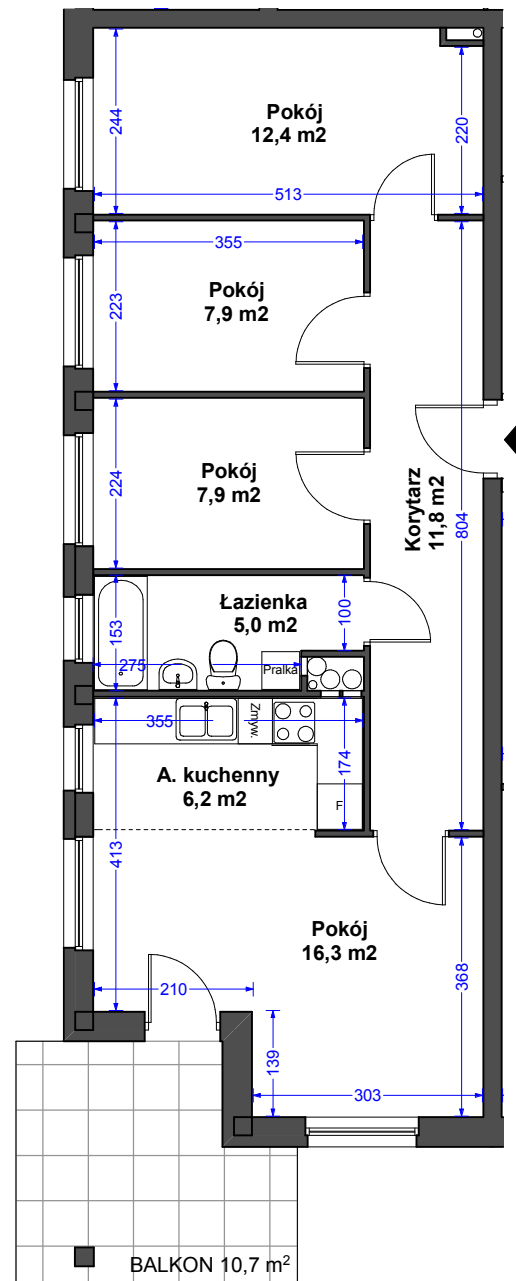 Pokój
12,4 m2
244
220
513
355
Pokój
7,9 m2
223
Pokój
7,9 m2
224
Korytarz
11,8 m2
804
Łazienka
5,0 m2
153
100
275
Pralka
355
Zmyw.
A. kuchenny
6,2 m2
174
F
413
Pokój
16,3 m2
368
210
139
303
BALKON 10,7 m²